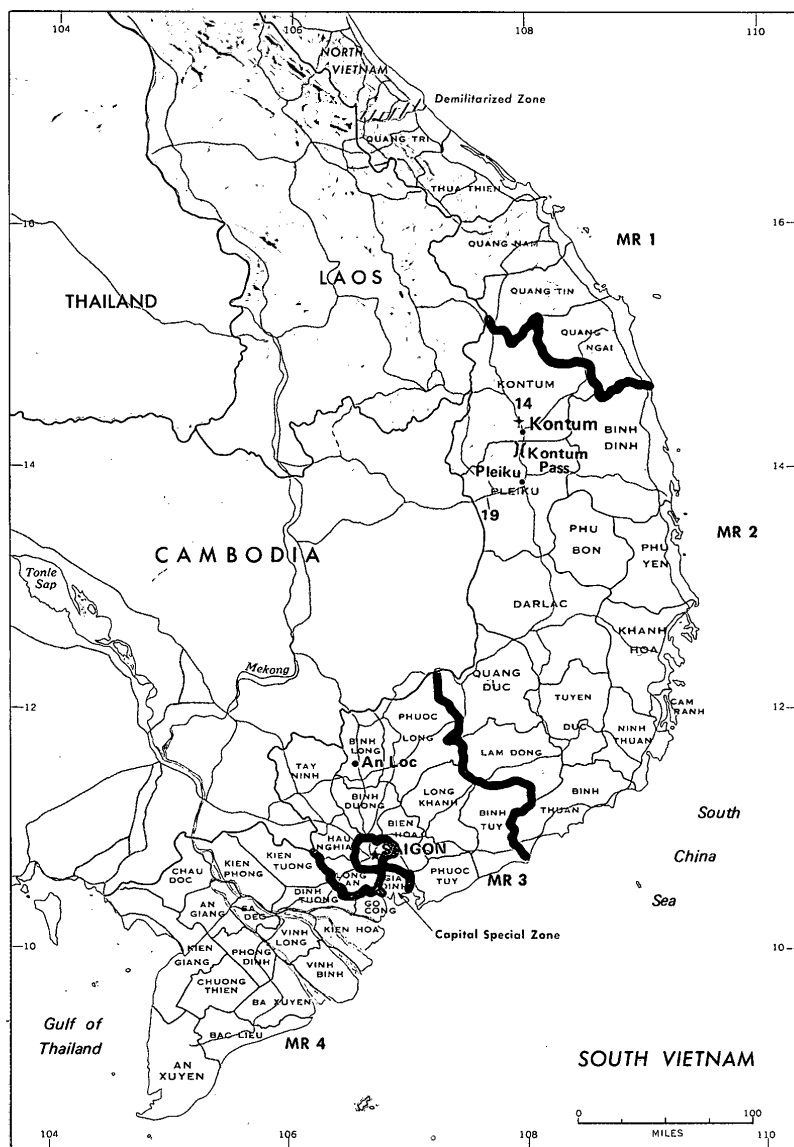 104 106 108 110
NORTH
VIETNAM
Demilitarized Zone
QUANG TRI
THUA THIEN
16 16
MR 1
QUANG NAM
LAOS
THAILAND
QUANG TIN
QUANG
NGAI
KONTUM
14
Kontum
BINH
DINH
Kontum
Pass
14 14
Pleiku
PLEIKU
19
MR 2
PHU
BON
PHU
YEN
CAMBODIA
Tonle
Sap
DARLAC
KHANH
HOA
Mekong
QUANG
DUC
TUYEN
DUC
CAM
RANH
12 12
NINH
THUAN
PHUOC
LONG
BINH
LONG
An Loc
LAM DONG
TAY
NINH
BINH
DUONG
LONG
KHANH
BINH
TUY
BINH
THUAN
BIEN
HOA
South
China
Sea
HAU
NGHIA
SAIGON
PHUOC
TUY
MR 3
LONG
AN
GIA
DINH
CHAU
DOC
KIEN
PHONG
KIEN
TUONG
DINH
TUONG
GO
CONG
Capital Special Zone
AN
GIANG
SA
DEC
VINH
LONG
KIEN HOA
10 10
KIEN
GIANG
PHONG
DINH
VINH
BINH
CHUONG
THIEN
BA XUYEN
Gulf of
Thailand
BAC LIEU
MR 4
AN
XUYEN
SOUTH VIETNAM
0 100
MILES
104 106 108 110